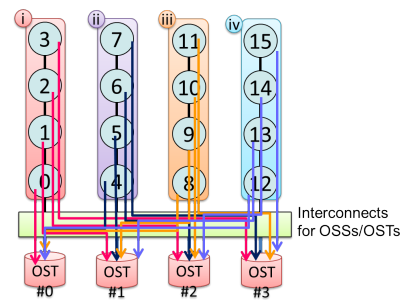 i ii iii iv
3 7 11 15
2 6 10 14
1 5 9 13
0 4 8 12
Interconnects
for OSSs/OSTs
OST OST OST OST
#0 #1 #2 #3